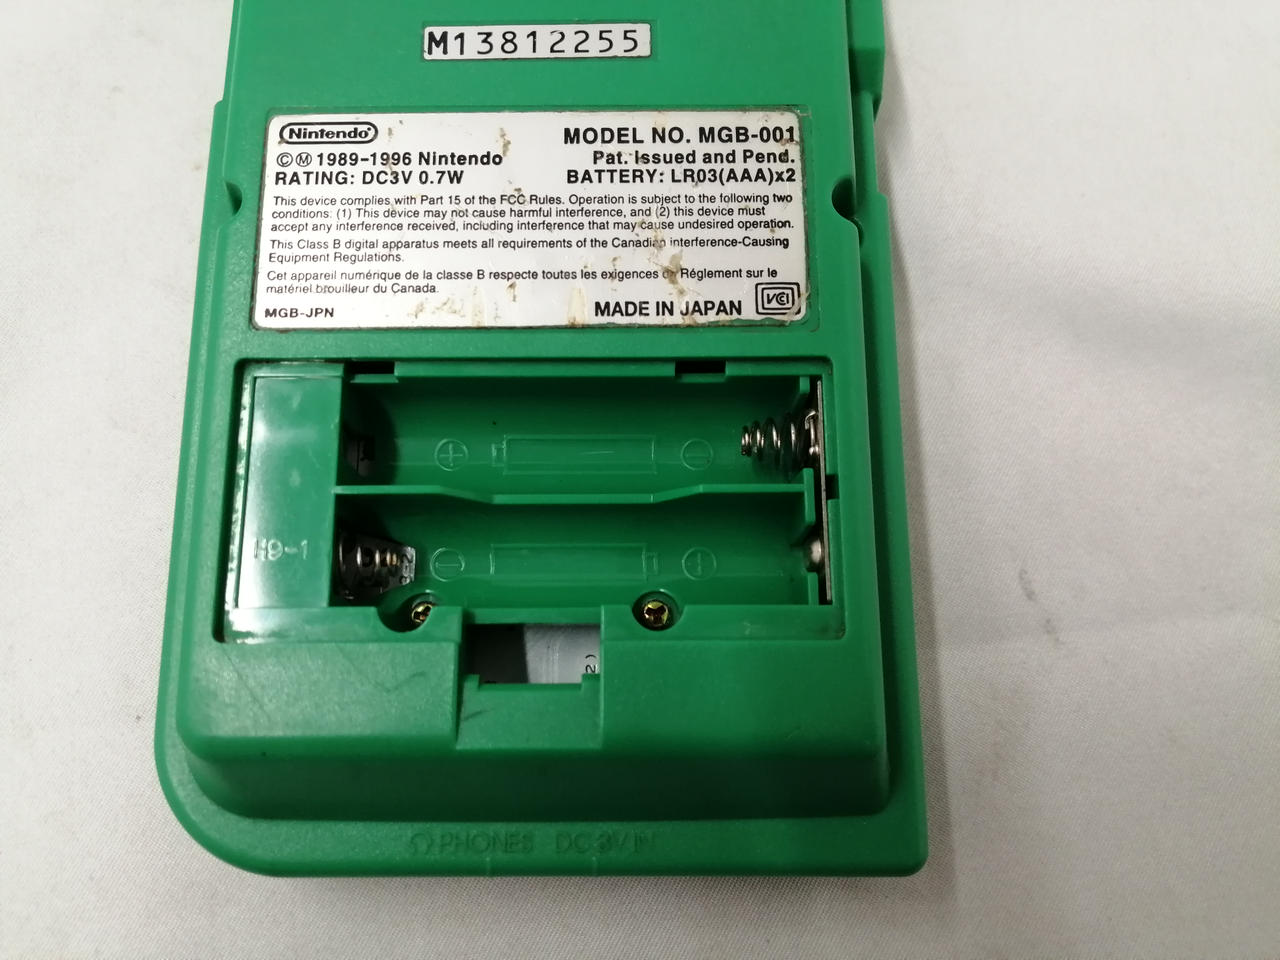 M13812255
Nintendo
MODEL NO. MGB-001
©Ⓜ 1989-1996 Nintendo
Pat. Issued and Pend.
RATING: DC3V 0.7W
BATTERY: LR03(AAA)x2
This device complies with Part 15 of the FCC Rules. Operation is subject to the following two
conditions: (1) This device may not cause harmful interference, and (2) this device must
accept any interference received, including interference that may cause undesired operation.
This Class B digital apparatus meets all requirements of the Canadian Interference-Causing
Equipment Regulations.
Cet appareil numérique de la classe B respecte toutes les exigences du Réglement sur le
matériel brouilleur du Canada.
MGB-JPN
MADE IN JAPAN
VCI
+
−
H9-1
−
+
2)
PHONES DC 3V IN